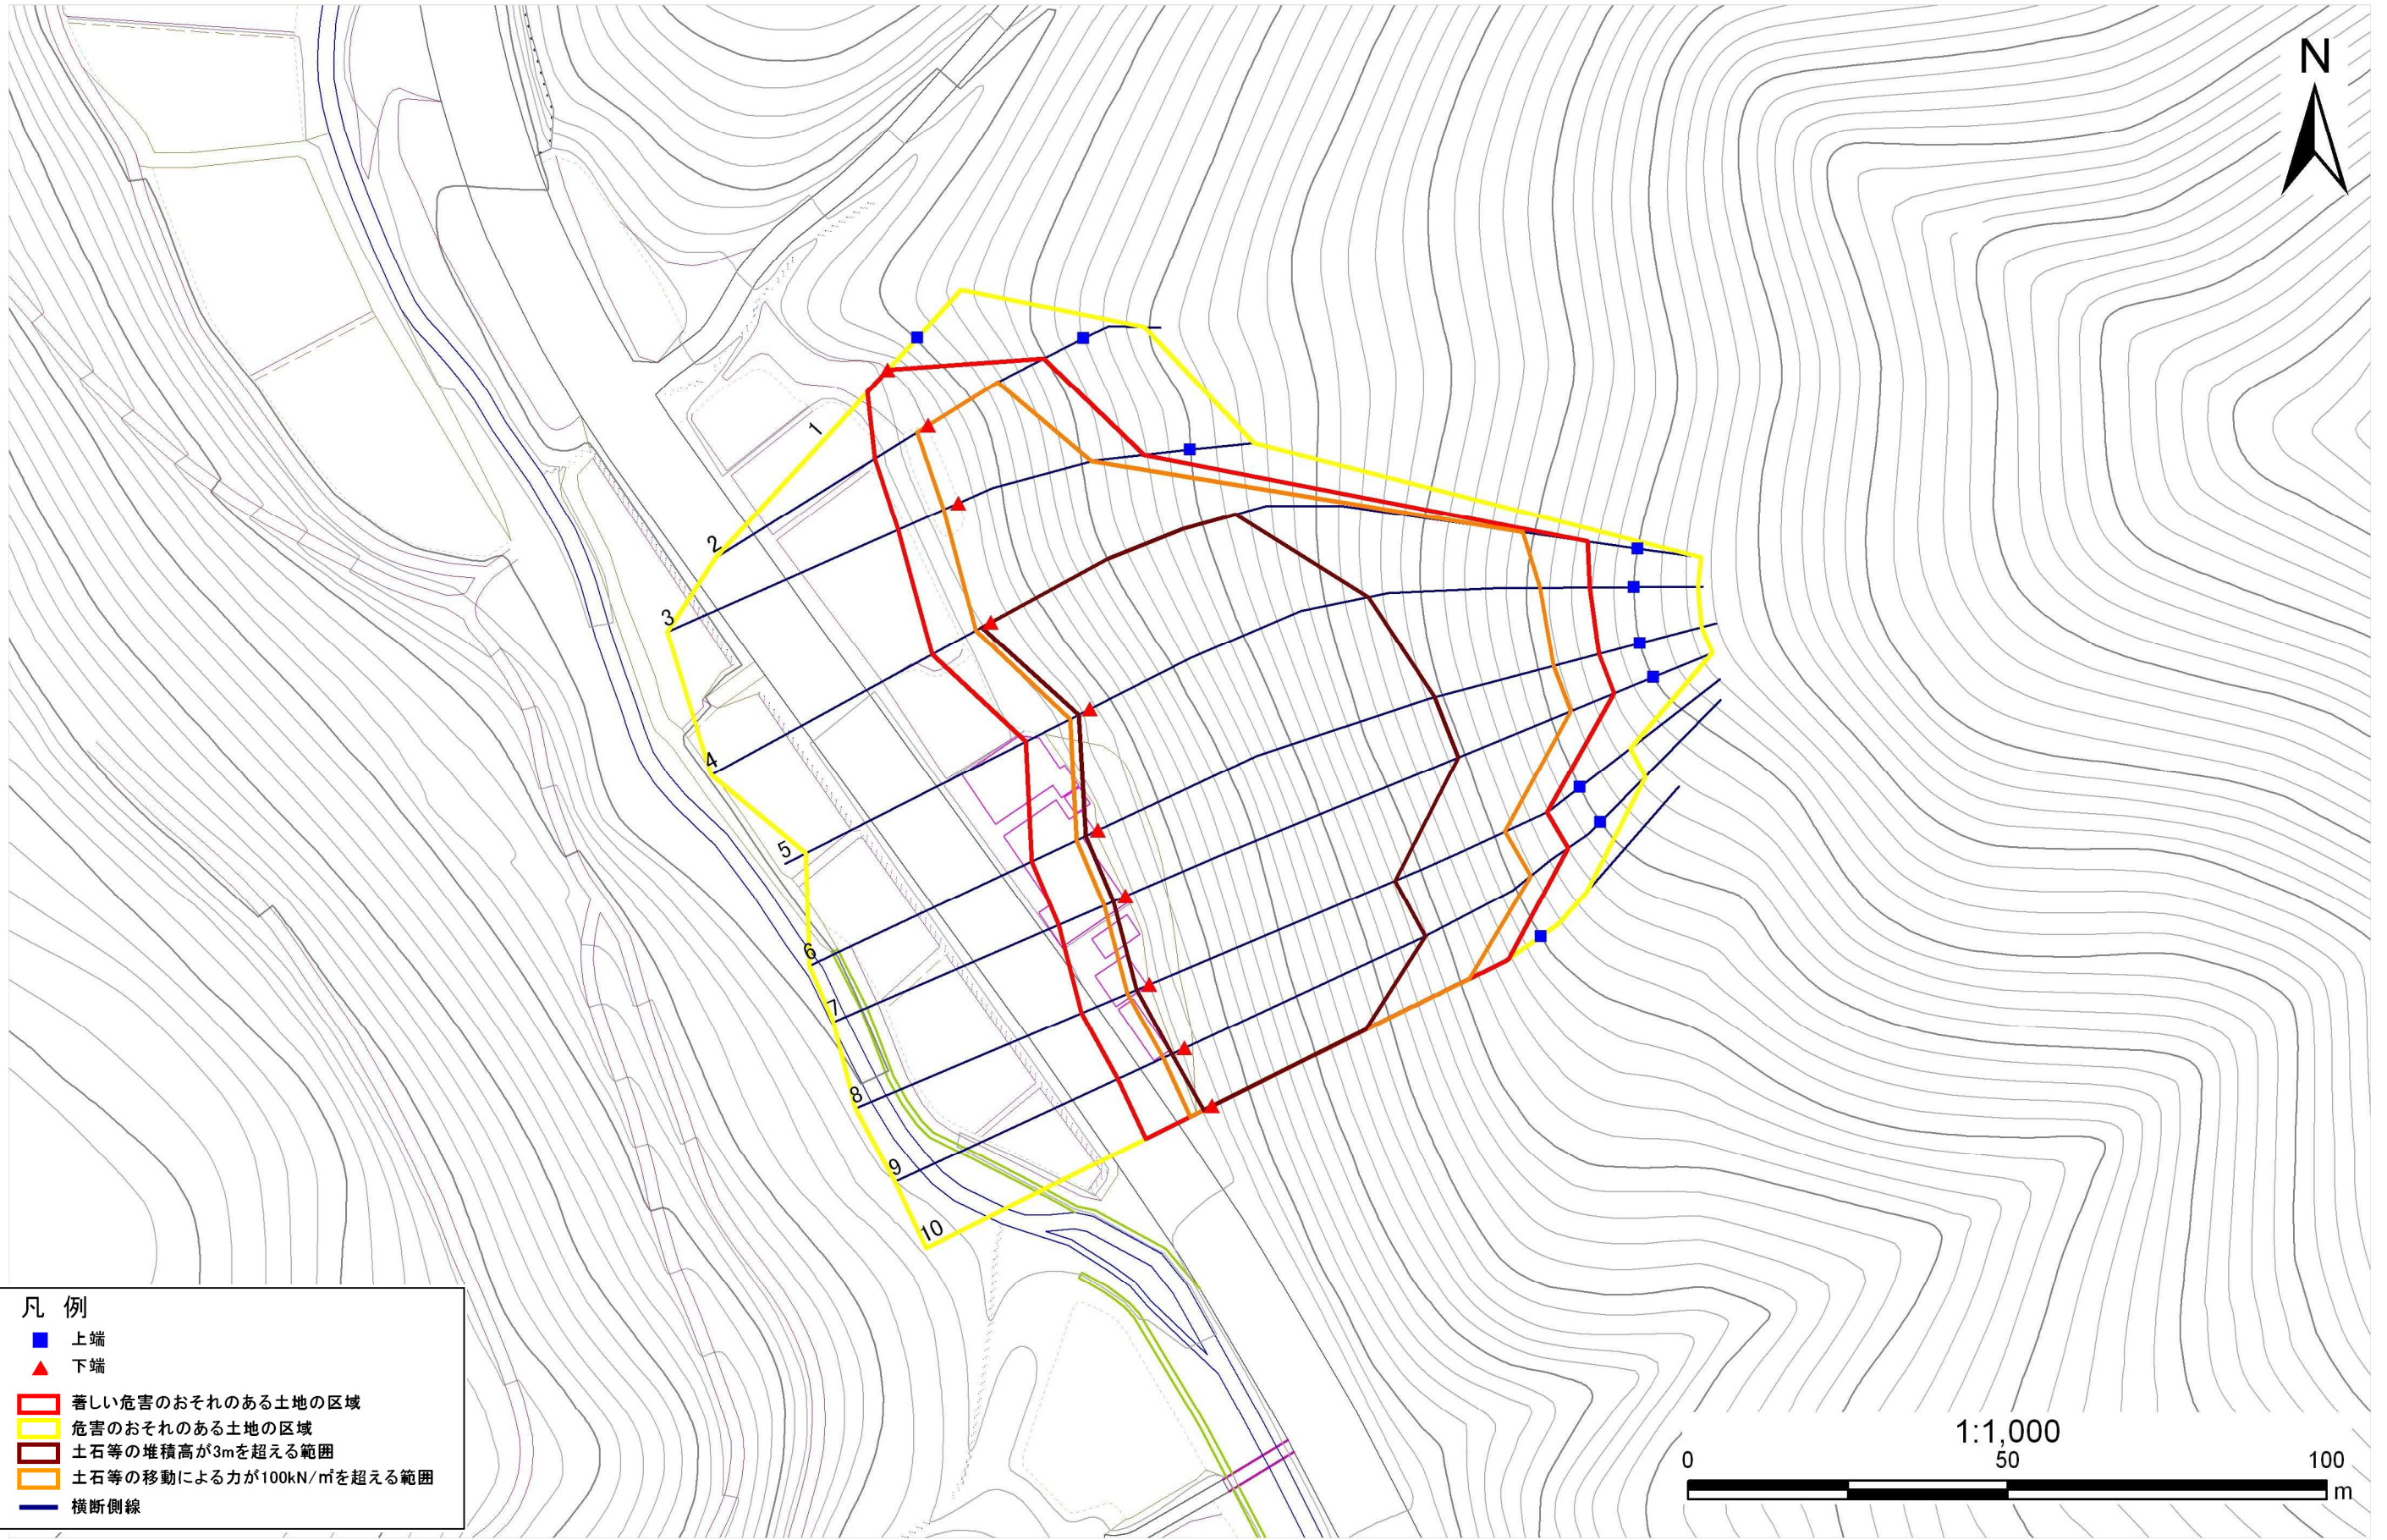 N
1
2
3
4
5
6
7
8
9
10
凡 例
上端
下端
著しい危害のおそれのある土地の区域
危害のおそれのある土地の区域
土石等の堆積高が3mを超える範囲
土石等の移動による力が100kN/㎡を超える範囲
横断側線
1:1,000
0 50 100
m